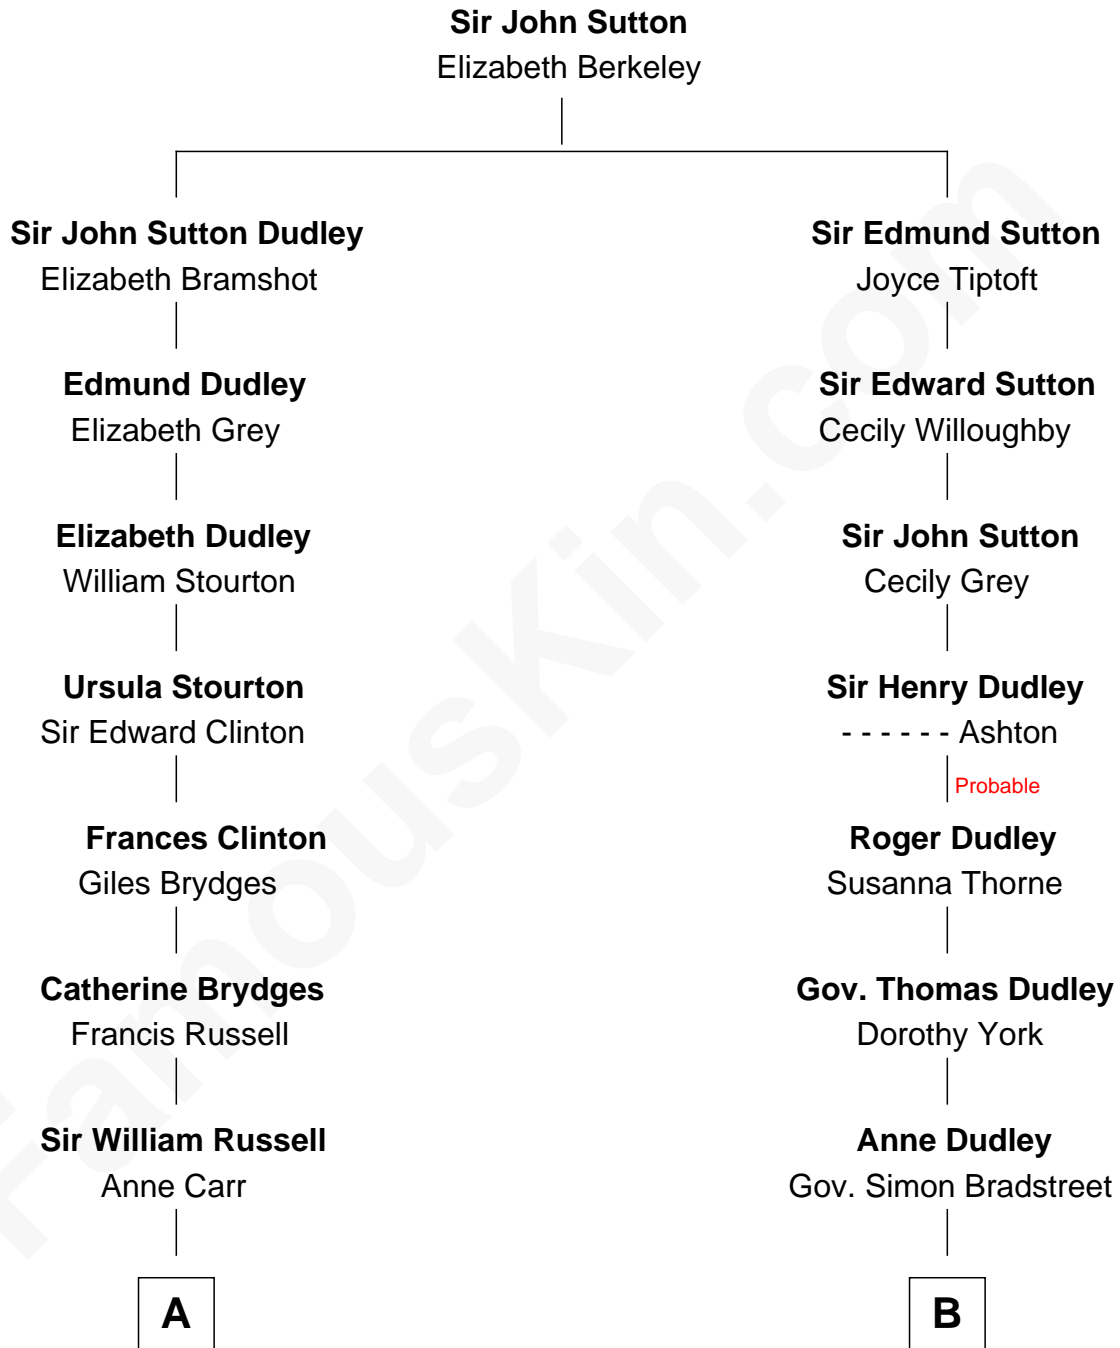 Sir John Sutton
Elizabeth Berkeley
Sir John Sutton Dudley
Elizabeth Bramshot
Sir Edmund Sutton
Joyce Tiptoft
Edmund Dudley
Elizabeth Grey
Sir Edward Sutton
Cecily Willoughby
Elizabeth Dudley
William Stourton
Sir John Sutton
Cecily Grey
Ursula Stourton
Sir Edward Clinton
Sir Henry Dudley
- - - - - - Ashton
Probable
Frances Clinton
Giles Brydges
Roger Dudley
Susanna Thorne
Catherine Brydges
Francis Russell
Gov. Thomas Dudley
Dorothy York
Sir William Russell
Anne Carr
Anne Dudley
Gov. Simon Bradstreet
A
B
FamousKin.com